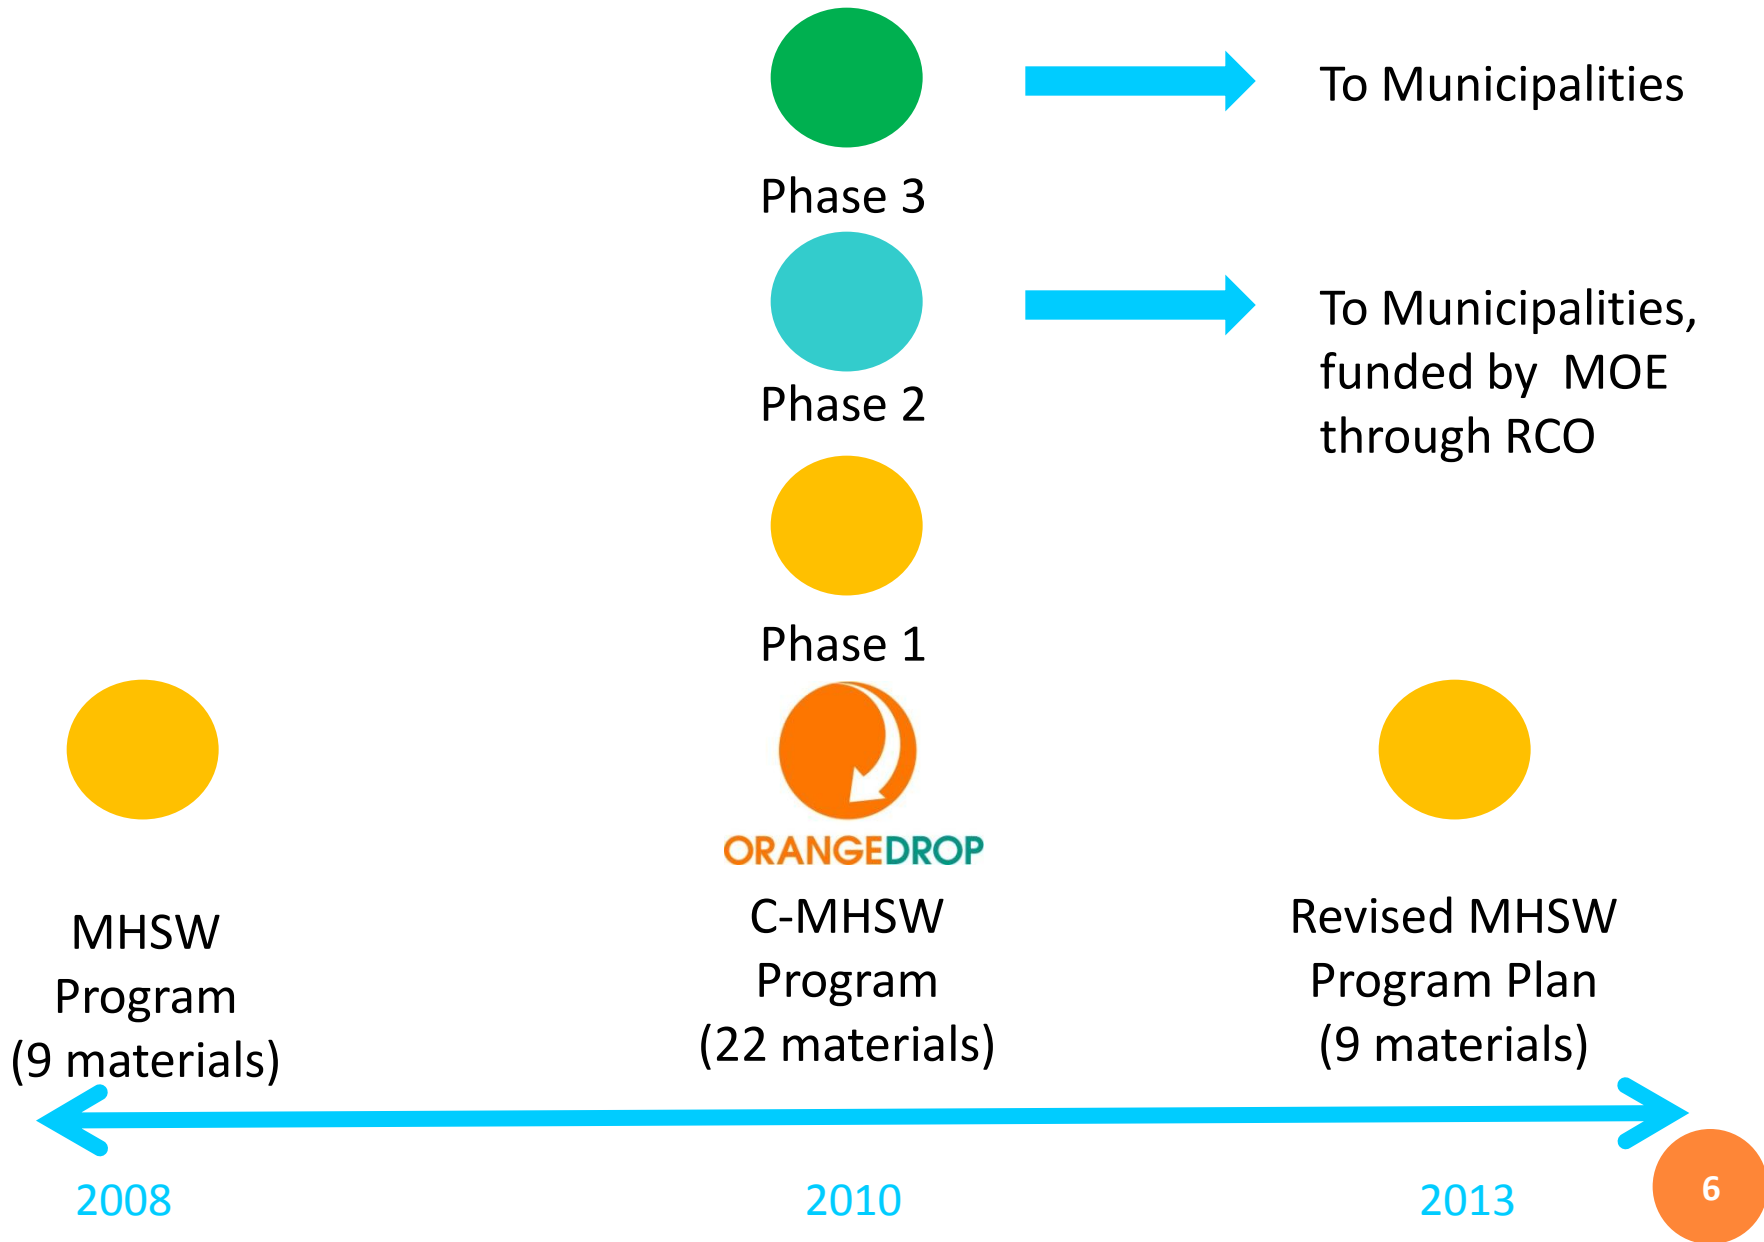 To Municipalities
Phase 3
To Municipalities,
funded by MOE
through RCO
Phase 2
Phase 1
ORANGEDROP
MHSW
Program
(9 materials)
C-MHSW
Program
(22 materials)
Revised MHSW
Program Plan
(9 materials)
2008
2010
2013
6